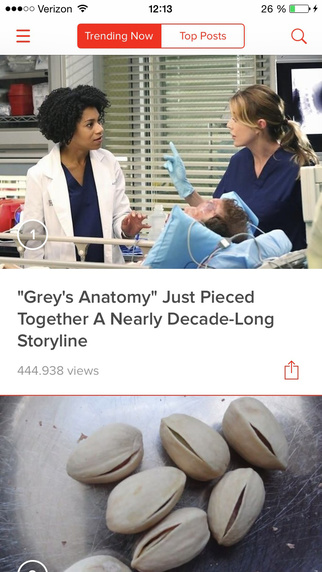 Verizon 12:13 26 %
Trending Now Top Posts
1
"Grey's Anatomy" Just Pieced
Together A Nearly Decade-Long
Storyline
444.938 views